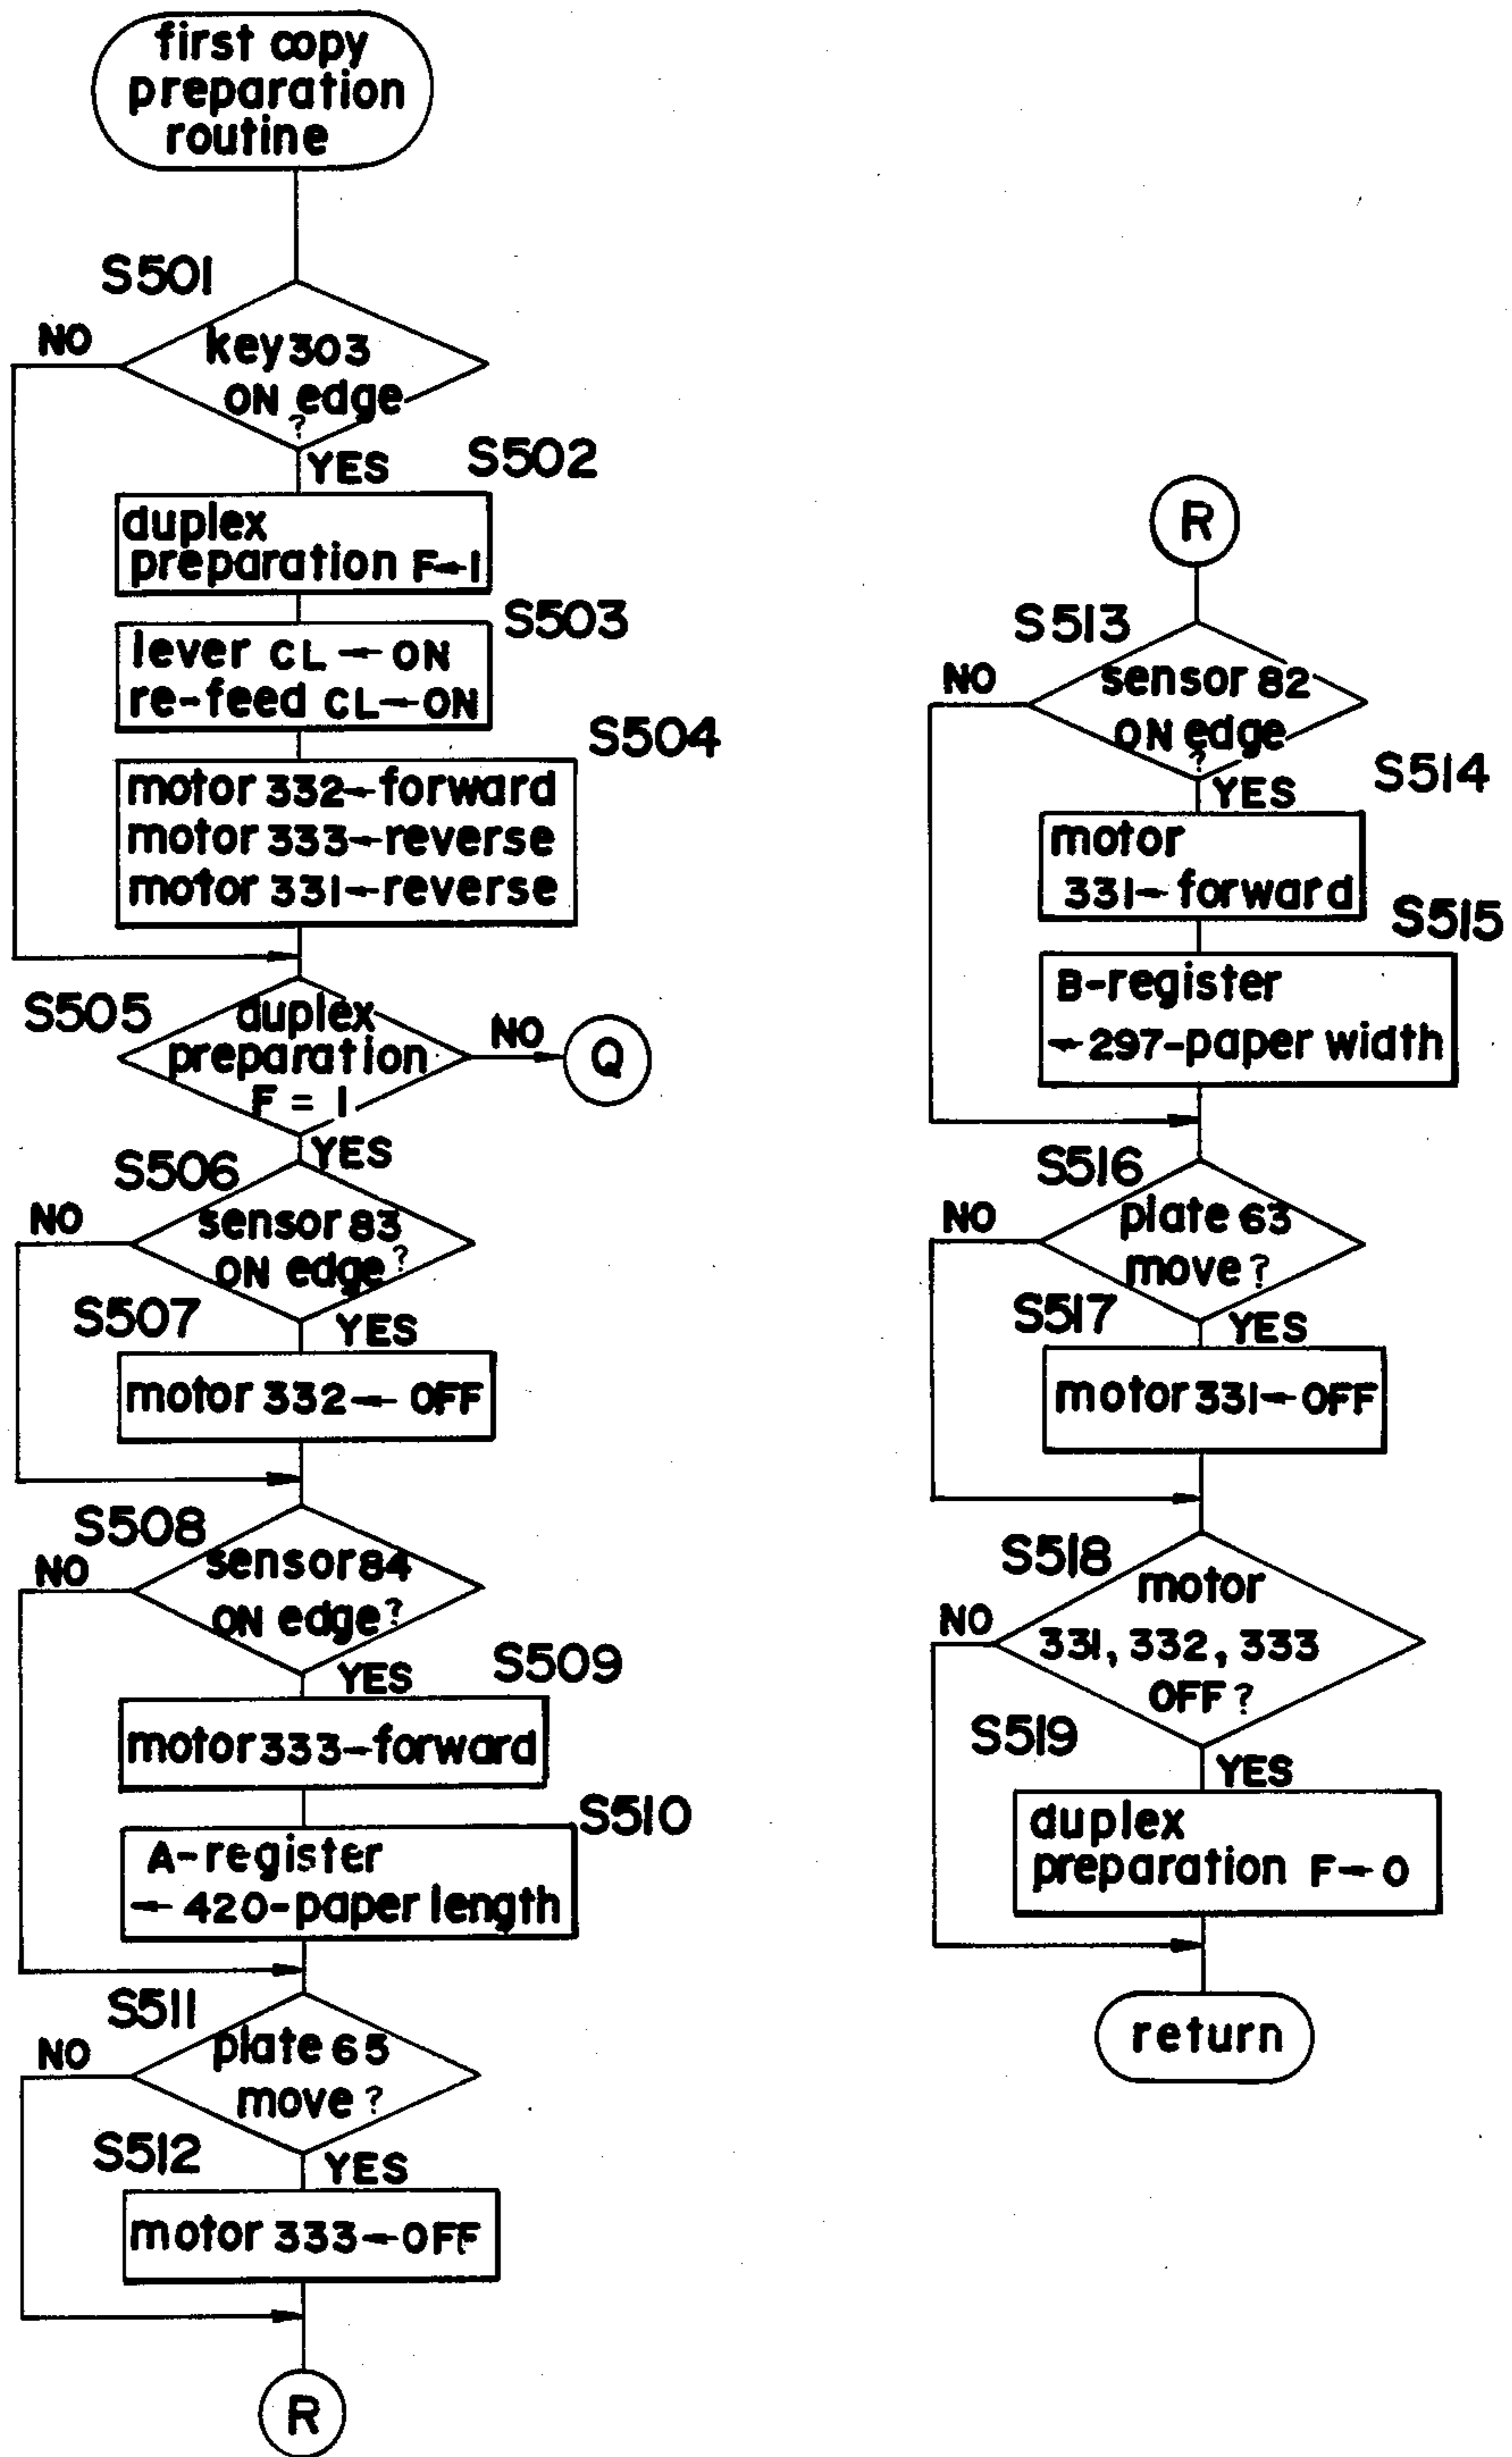 first copy
preparation
routine
S501
NO
key 303
ON edge
?
YES
S502
duplex
preparation F←1
S503
lever CL←ON
re-feed CL←ON
S504
motor 332←forward
motor 333←reverse
motor 331←reverse
S505
duplex
preparation
F = 1
NO
Q
YES
S506
NO
sensor 83
ON edge?
S507
YES
motor 332←OFF
S508
NO
sensor 84
ON edge?
YES
S509
motor 333←forward
S510
A-register
←420-paper length
S511
NO
plate 65
move?
S512
YES
motor 333←OFF
R
R
S513
NO
sensor 82
ON edge
?
YES
S514
motor
331←forward
S515
B-register
←297-paper width
S516
NO
plate 63
move?
S517
YES
motor 331←OFF
S518
NO
motor
331, 332, 333
OFF?
S519
YES
duplex
preparation F←0
return